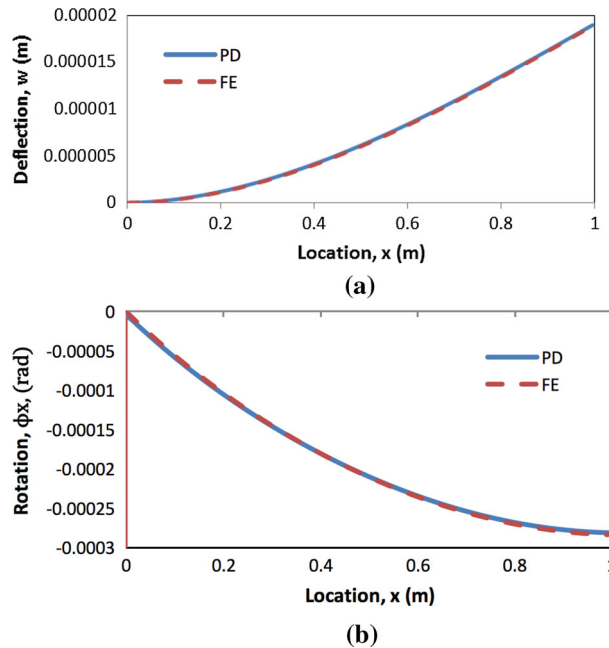 0.00002
0.000015
0.00001
0.000005
0
Deflection, w (m)
PD
FE
0 0.2 0.4 0.6 0.8 1
Location, x (m)
(a)
0
-0.00005
-0.0001
-0.00015
-0.0002
-0.00025
-0.0003
Rotation, ϕx, (rad)
PD
FE
0 0.2 0.4 0.6 0.8 1
Location, x (m)
(b)